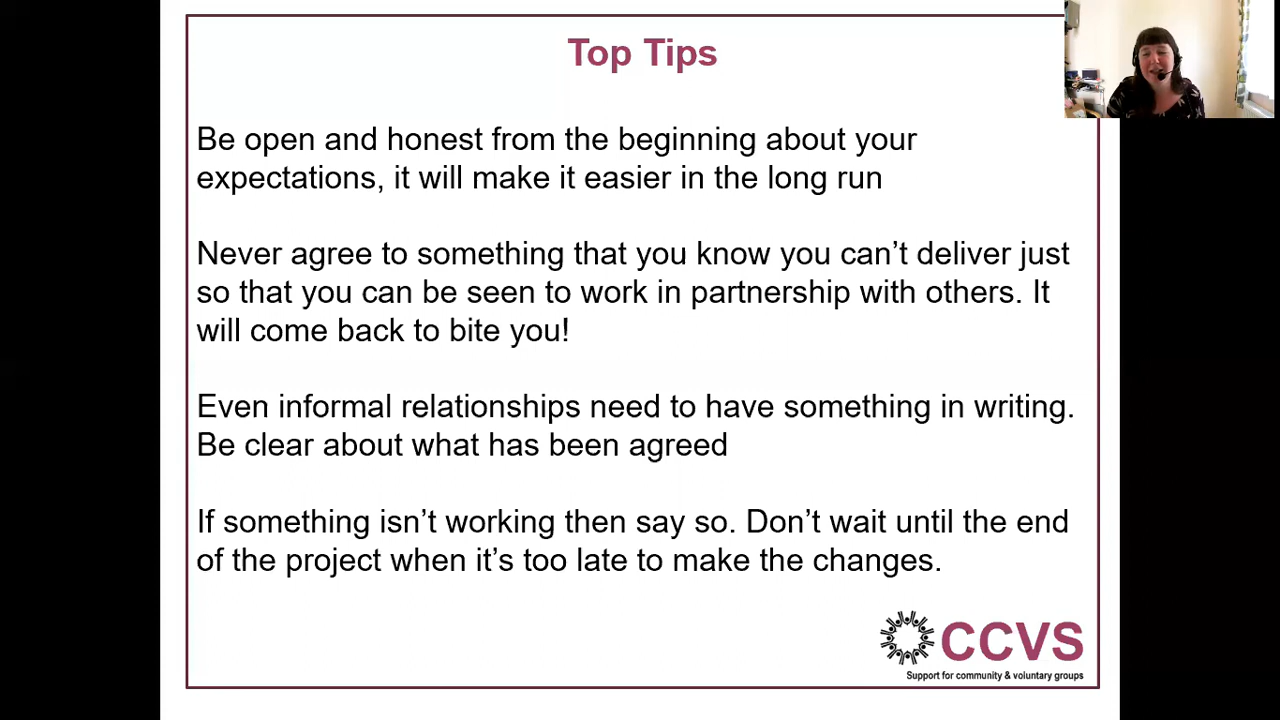 Top Tips
Be open and honest from the beginning about your
expectations, it will make it easier in the long run
Never agree to something that you know you can’t deliver just
so that you can be seen to work in partnership with others. It
will come back to bite you!
Even informal relationships need to have something in writing.
Be clear about what has been agreed
If something isn’t working then say so. Don’t wait until the end
of the project when it’s too late to make the changes.
CCVS
Support for community & voluntary groups